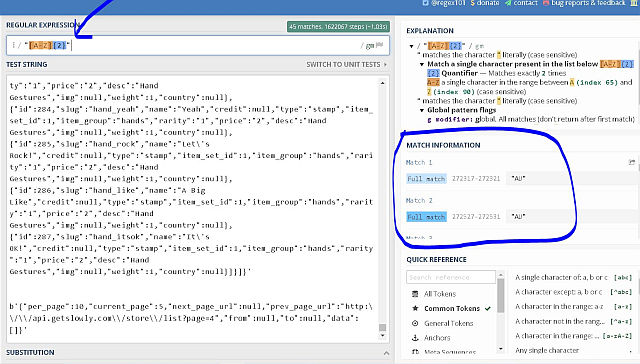 @regex101 $ donate contact bug reports & feedback
REGULAR EXPRESSION
45 matches, 1622067 steps (~1.03s)
/ "[A-Z]{2}" / gm
TEST STRING
SWITCH TO UNIT TESTS
ty":"1","price":"2","desc":"Hand
Gestures","img":null,"weight":1,"country":null},
{"id":284,"slug":"hand_yeah","name":"Yeah","credit":null,"type":"stamp","item_
set_id":1,"item_group":"hands","rarity":"1","price":"2","desc":"Hand
Gestures","img":null,"weight":1,"country":null},
{"id":285,"slug":"hand_rock","name":"Let\'s
Rock!","credit":null,"type":"stamp","item_set_id":1,"item_group":"hands","rari
ty":"1","price":"2","desc":"Hand
Gestures","img":null,"weight":1,"country":null},
{"id":286,"slug":"hand_like","name":"A Big
Like","credit":null,"type":"stamp","item_set_id":1,"item_group":"hands","rari
ty":"1","price":"2","desc":"Hand
Gestures","img":null,"weight":1,"country":null},
{"id":287,"slug":"hand_itsok","name":"It\'s
OK!","credit":null,"type":"stamp","item_set_id":1,"item_group":"hands","rarity
":"1","price":"2","desc":"Hand
Gestures","img":null,"weight":1,"country":null}]}]}'
b'{"per_page":10,"current_page":5,"next_page_url":null,"prev_page_url":"http:\
\/\\/api.getslowly.com\\/store\\/list?page=4","from":null,"to":null,"data":
[]}'
SUBSTITUTION
EXPLANATION
/ "[A-Z]{2}" / gm
" matches the character " literally (case sensitive)
Match a single character present in the list below [A-Z]{2}
{2} Quantifier — Matches exactly 2 times
A-Z a single character in the range between A (index 65) and
Z (index 90) (case sensitive)
" matches the character " literally (case sensitive)
Global pattern flags
g modifier: global. All matches (don't return after first match)
MATCH INFORMATION
Match 1
Full match 272317-272321 "AU"
Match 2
Full match 272527-272531 "AU"
QUICK REFERENCE
Search reference
All Tokens
Common Tokens
General Tokens
Anchors
Meta Sequences
A single character of: a, b or c [abc]
A character except: a, b or c [^abc]
A character in the range: a-z [a-z]
A character not in the range... [^a-z]
A character in the range:... [a-zA-Z]
Any single character